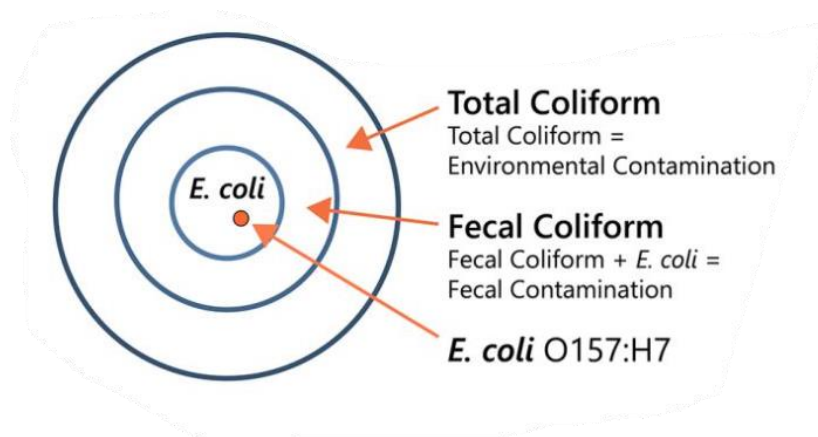 E. coli
Total Coliform
Total Coliform =
Environmental Contamination
Fecal Coliform
Fecal Coliform + E. coli =
Fecal Contamination
E. coli O157:H7